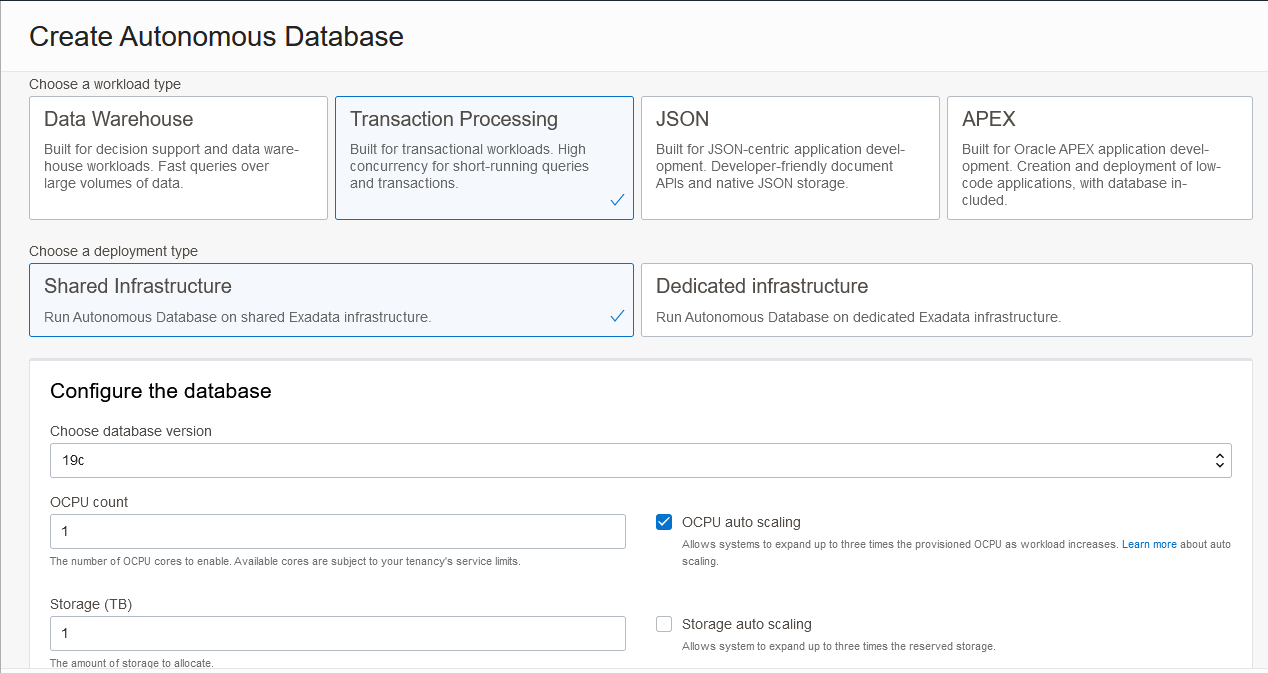 Create Autonomous Database
Choose a workload type
Data Warehouse
Built for decision support and data ware-
house workloads. Fast queries over
large volumes of data.
Transaction Processing
Built for transactional workloads. High
concurrency for short-running queries
and transactions.
JSON
Built for JSON-centric application devel-
opment. Developer-friendly document
APIs and native JSON storage.
APEX
Built for Oracle APEX application devel-
opment. Creation and deployment of low-
code applications, with database in-
cluded.
Choose a deployment type
Shared Infrastructure
Run Autonomous Database on shared Exadata infrastructure.
Dedicated infrastructure
Run Autonomous Database on dedicated Exadata infrastructure.
Configure the database
Choose database version
19c
OCPU count
1
The number of OCPU cores to enable. Available cores are subject to your tenancy's service limits.
OCPU auto scaling
Allows systems to expand up to three times the provisioned OCPU as workload increases. Learn more about auto
scaling.
Storage (TB)
1
The amount of storage to allocate.
Storage auto scaling
Allows system to expand up to three times the reserved storage.